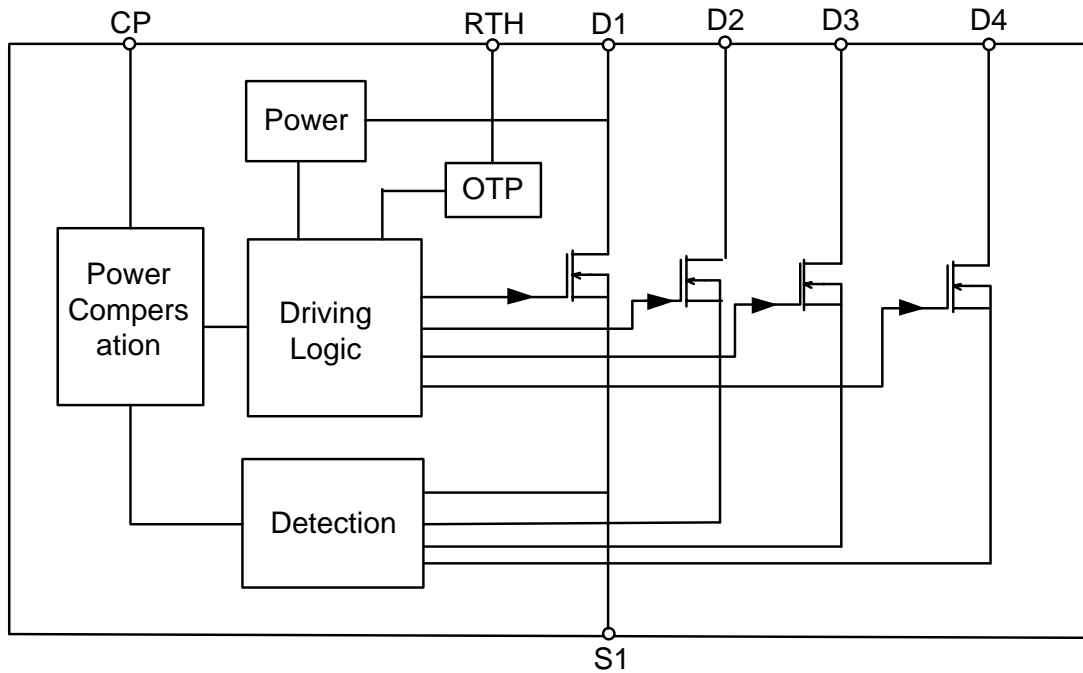 CP
RTH
D1
D2
D3
D4
Power
OTP
Power
Compers
ation
Driving
Logic
Detection
S1